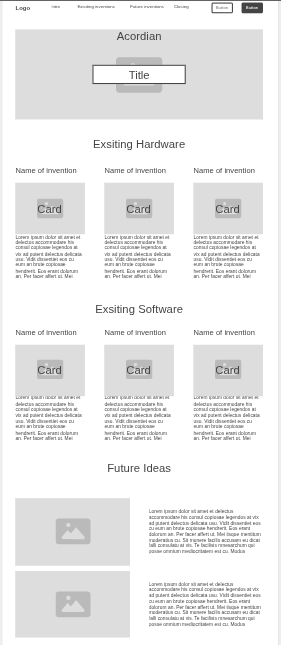 Logo
Intro
Exsisting inventions
Future inventions
Closing
Button
Button
Acordian
Title
Exsiting Hardware
Name of invention
Name of invention
Name of invention
Card
Card
Card
Lorem ipsum dolor sit amet et
delectus accommodare his
consul copiosae legendos at
vix ad putent delectus delicata
usu. Vidit dissentiet eos cu
eum an brute copiosae
hendrerit. Eos erant dolorum
an. Per facer affert ut. Mei
Lorem ipsum dolor sit amet et
delectus accommodare his
consul copiosae legendos at
vix ad putent delectus delicata
usu. Vidit dissentiet eos cu
eum an brute copiosae
hendrerit. Eos erant dolorum
an. Per facer affert ut. Mei
Lorem ipsum dolor sit amet et
delectus accommodare his
consul copiosae legendos at
vix ad putent delectus delicata
usu. Vidit dissentiet eos cu
eum an brute copiosae
hendrerit. Eos erant dolorum
an. Per facer affert ut. Mei
Exsiting Software
Name of invention
Name of invention
Name of invention
Card
Card
Card
Lorem ipsum dolor sit amet et
delectus accommodare his
consul copiosae legendos at
vix ad putent delectus delicata
usu. Vidit dissentiet eos cu
eum an brute copiosae
hendrerit. Eos erant dolorum
an. Per facer affert ut. Mei
Lorem ipsum dolor sit amet et
delectus accommodare his
consul copiosae legendos at
vix ad putent delectus delicata
usu. Vidit dissentiet eos cu
eum an brute copiosae
hendrerit. Eos erant dolorum
an. Per facer affert ut. Mei
Lorem ipsum dolor sit amet et
delectus accommodare his
consul copiosae legendos at
vix ad putent delectus delicata
usu. Vidit dissentiet eos cu
eum an brute copiosae
hendrerit. Eos erant dolorum
an. Per facer affert ut. Mei
Future Ideas
Lorem ipsum dolor sit amet et delectus
accommodare his consul copiosae legendos at vix
ad putent delectus delicata usu. Vidit dissentiet eos
cu eum an brute copiosae hendrerit. Eos erant
dolorum an. Per facer affert ut. Mei iisque mentitum
moderatius cu. Sit munere facilis accusam eu dicat
falli consulatu at vis. Te facilisis mnesarchum qui
posse omnium mediocritatem est cu. Modus
Lorem ipsum dolor sit amet et delectus
accommodare his consul copiosae legendos at vix
ad putent delectus delicata usu. Vidit dissentiet eos
cu eum an brute copiosae hendrerit. Eos erant
dolorum an. Per facer affert ut. Mei iisque mentitum
moderatius cu. Sit munere facilis accusam eu dicat
falli consulatu at vis. Te facilisis mnesarchum qui
posse omnium mediocritatem est cu. Modus